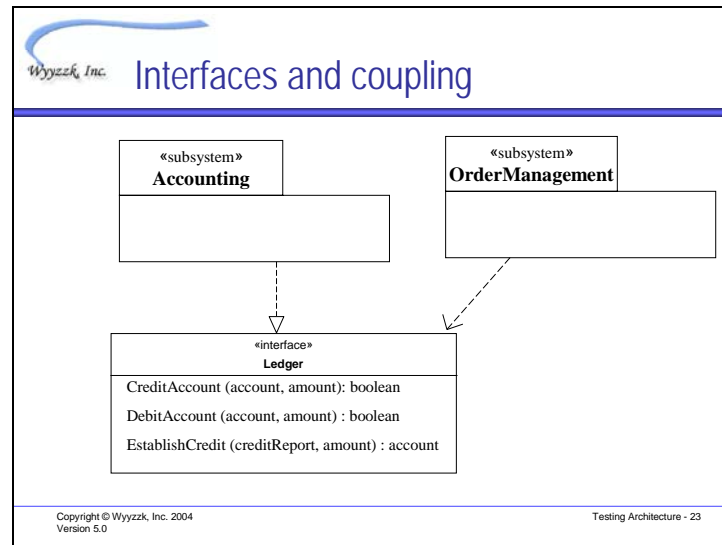 Wyyzzk, Inc.
Interfaces and coupling
«subsystem»
Accounting
«subsystem»
OrderManagement
«interface»
Ledger
CreditAccount (account, amount): boolean
DebitAccount (account, amount) : boolean
EstablishCredit (creditReport, amount) : account
Copyright © Wyyzzk, Inc. 2004
Version 5.0
Testing Architecture - 23